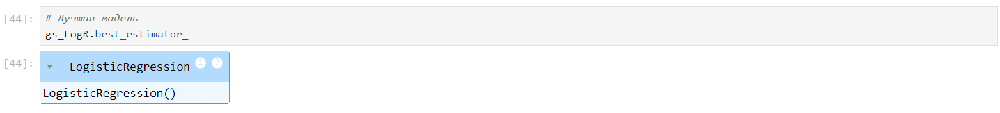 [44]: # Лучшая модель
gs_LogR.best_estimator_
[44]: ▾ LogisticRegression i ?
LogisticRegression()